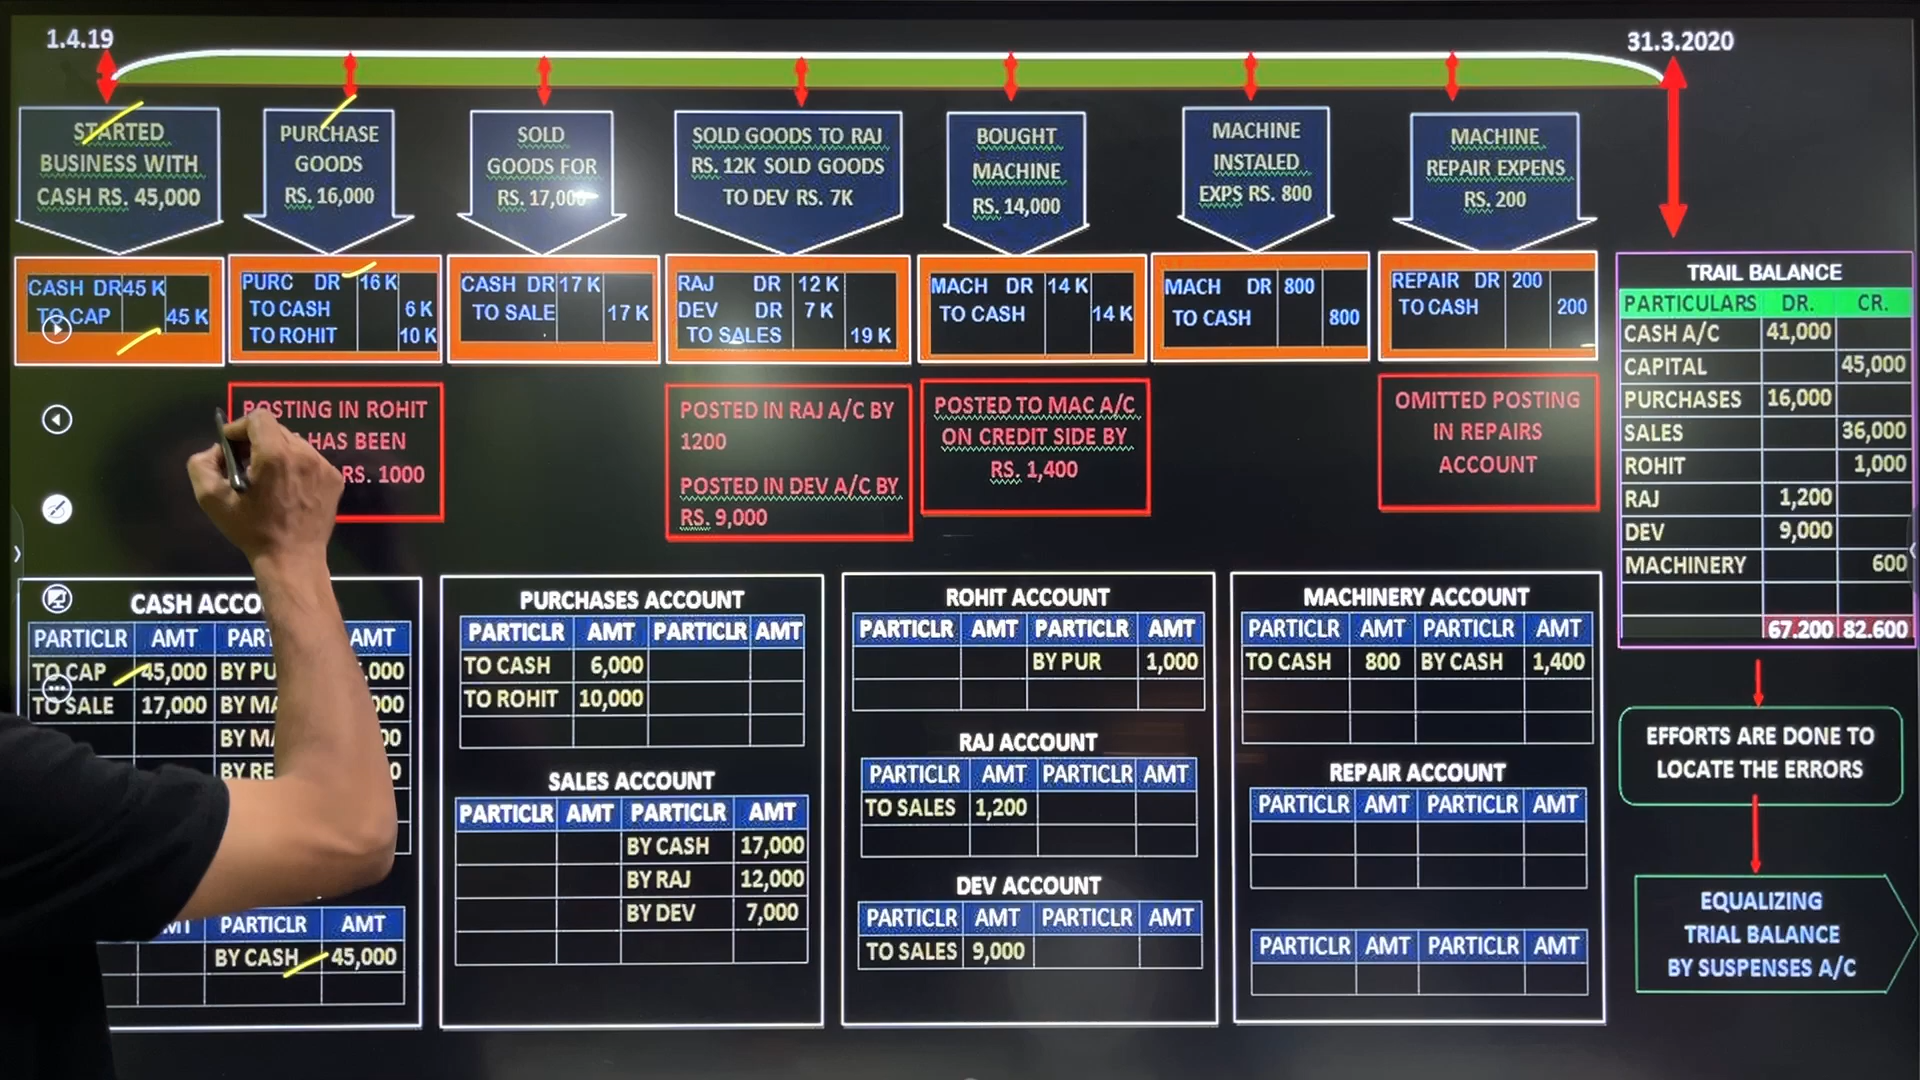 1.4.19
31.3.2020
STARTED
BUSINESS WITH
CASH RS. 45,000
PURCHASE
GOODS
RS. 16,000
SOLD
GOODS FOR
RS. 17,000
SOLD GOODS TO RAJ
RS. 12K SOLD GOODS
TO DEV RS. 7K
BOUGHT
MACHINE
RS. 14,000
MACHINE
INSTALED
EXPS RS. 800
MACHINE
REPAIR EXPENS
RS. 200
CASH DR 45 K
TO CAP 45 K
PURC DR 16 K
TO CASH 6 K
TO ROHIT 10 K
CASH DR 17 K
TO SALE 17 K
RAJ DR 12 K
DEV DR 7 K
TO SALES 19 K
MACH DR 14 K
TO CASH 14 K
MACH DR 800
TO CASH 800
REPAIR DR 200
TO CASH 200
POSTING IN ROHIT
HAS BEEN
RS. 1000
POSTED IN RAJ A/C BY
1200
POSTED IN DEV A/C BY
RS. 9,000
POSTED TO MAC A/C
ON CREDIT SIDE BY
RS. 1,400
OMITTED POSTING
IN REPAIRS
ACCOUNT
TRAIL BALANCE
PARTICULARS DR. CR.
CASH A/C 41,000
CAPITAL 45,000
PURCHASES 16,000
SALES 36,000
ROHIT 1,000
RAJ 1,200
DEV 9,000
MACHINERY 600
67.200 82.600
EFFORTS ARE DONE TO
LOCATE THE ERRORS
EQUALIZING
TRIAL BALANCE
BY SUSPENSES A/C
CASH
PARTICLR AMT AMT
TO CAP 45,000 BY
TO SALE 17,000 BY
BY
BY
PARTICLR AMT
BY CASH 45,000
PURCHASES ACCOUNT
PARTICLR AMT PARTICLR AMT
TO CASH 6,000
TO ROHIT 10,000
SALES ACCOUNT
PARTICLR AMT PARTICLR AMT
BY CASH 17,000
BY RAJ 12,000
BY DEV 7,000
ROHIT ACCOUNT
PARTICLR AMT PARTICLR AMT
BY PUR 1,000
RAJ ACCOUNT
PARTICLR AMT PARTICLR AMT
TO SALES 1,200
DEV ACCOUNT
PARTICLR AMT PARTICLR AMT
TO SALES 9,000
MACHINERY ACCOUNT
PARTICLR AMT PARTICLR AMT
TO CASH 800 BY CASH 1,400
REPAIR ACCOUNT
PARTICLR AMT PARTICLR AMT
PARTICLR AMT PARTICLR AMT